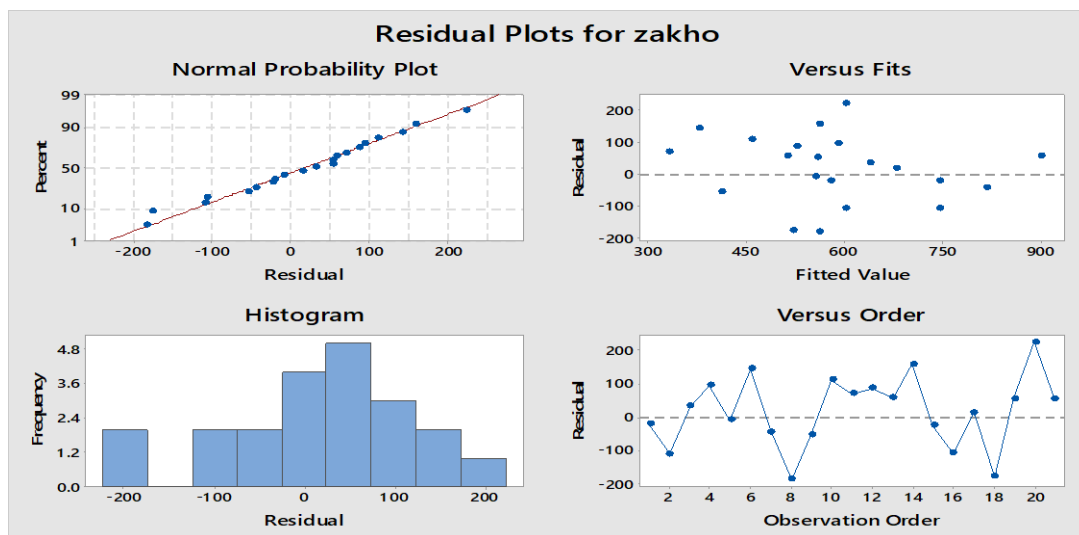 Residual Plots for zakho
Normal Probability Plot
99
90
50
10
1
Percent
-200 -100 0 100 200
Residual
Versus Fits
200
100
0
-100
-200
Residual
300 450 600 750 900
Fitted Value
Histogram
4.8
3.6
2.4
1.2
0.0
Frequency
-200 -100 0 100 200
Residual
Versus Order
200
100
0
-100
-200
Residual
2 4 6 8 10 12 14 16 18 20
Observation Order